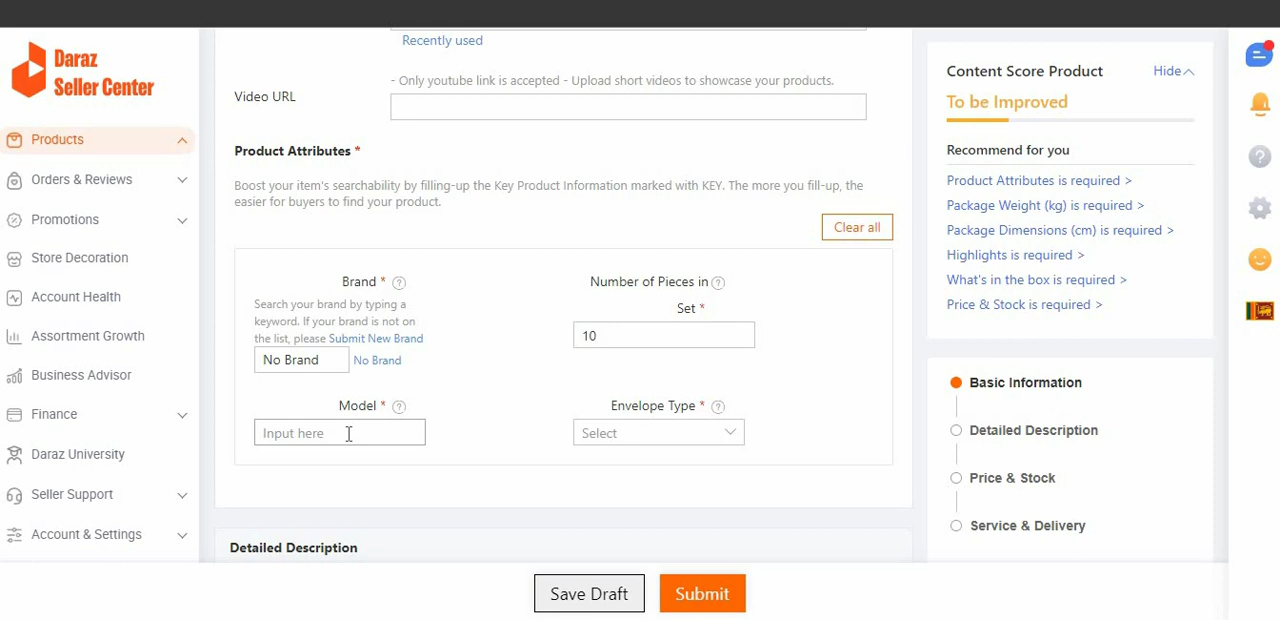 Daraz
Seller Center
Products
Orders & Reviews
Promotions
Store Decoration
Account Health
Assortment Growth
Business Advisor
Finance
Daraz University
Seller Support
Account & Settings
Recently used
- Only youtube link is accepted - Upload short videos to showcase your products.
Video URL
Product Attributes *
Boost your item's searchability by filling-up the Key Product Information marked with KEY. The more you fill-up, the
easier for buyers to find your product.
Clear all
Brand * ?
Search your brand by typing a
keyword. If your brand is not on
the list, please Submit New Brand
No Brand No Brand
Number of Pieces in ?
Set *
10
Model * ?
Input here
Envelope Type * ?
Select
Detailed Description
Save Draft
Submit
Content Score Product
Hide
To be Improved
Recommend for you
Product Attributes is required >
Package Weight (kg) is required >
Package Dimensions (cm) is required >
Highlights is required >
What's in the box is required >
Price & Stock is required >
Basic Information
Detailed Description
Price & Stock
Service & Delivery
?